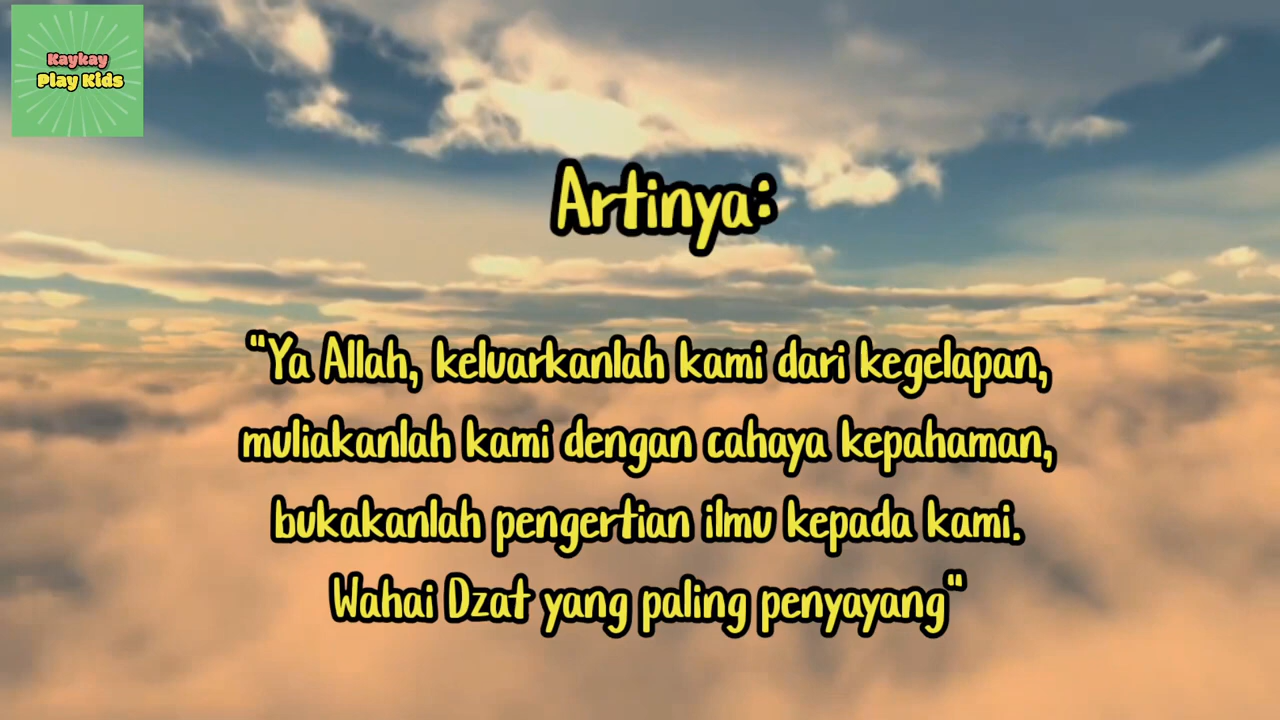 Kaykay
Play Kids
Artinya:
"Ya Allah, keluarkanlah kami dari kegelapan,
muliakanlah kami dengan cahaya kepahaman,
bukakanlah pengertian ilmu kepada kami.
Wahai Dzat yang paling penyayang"